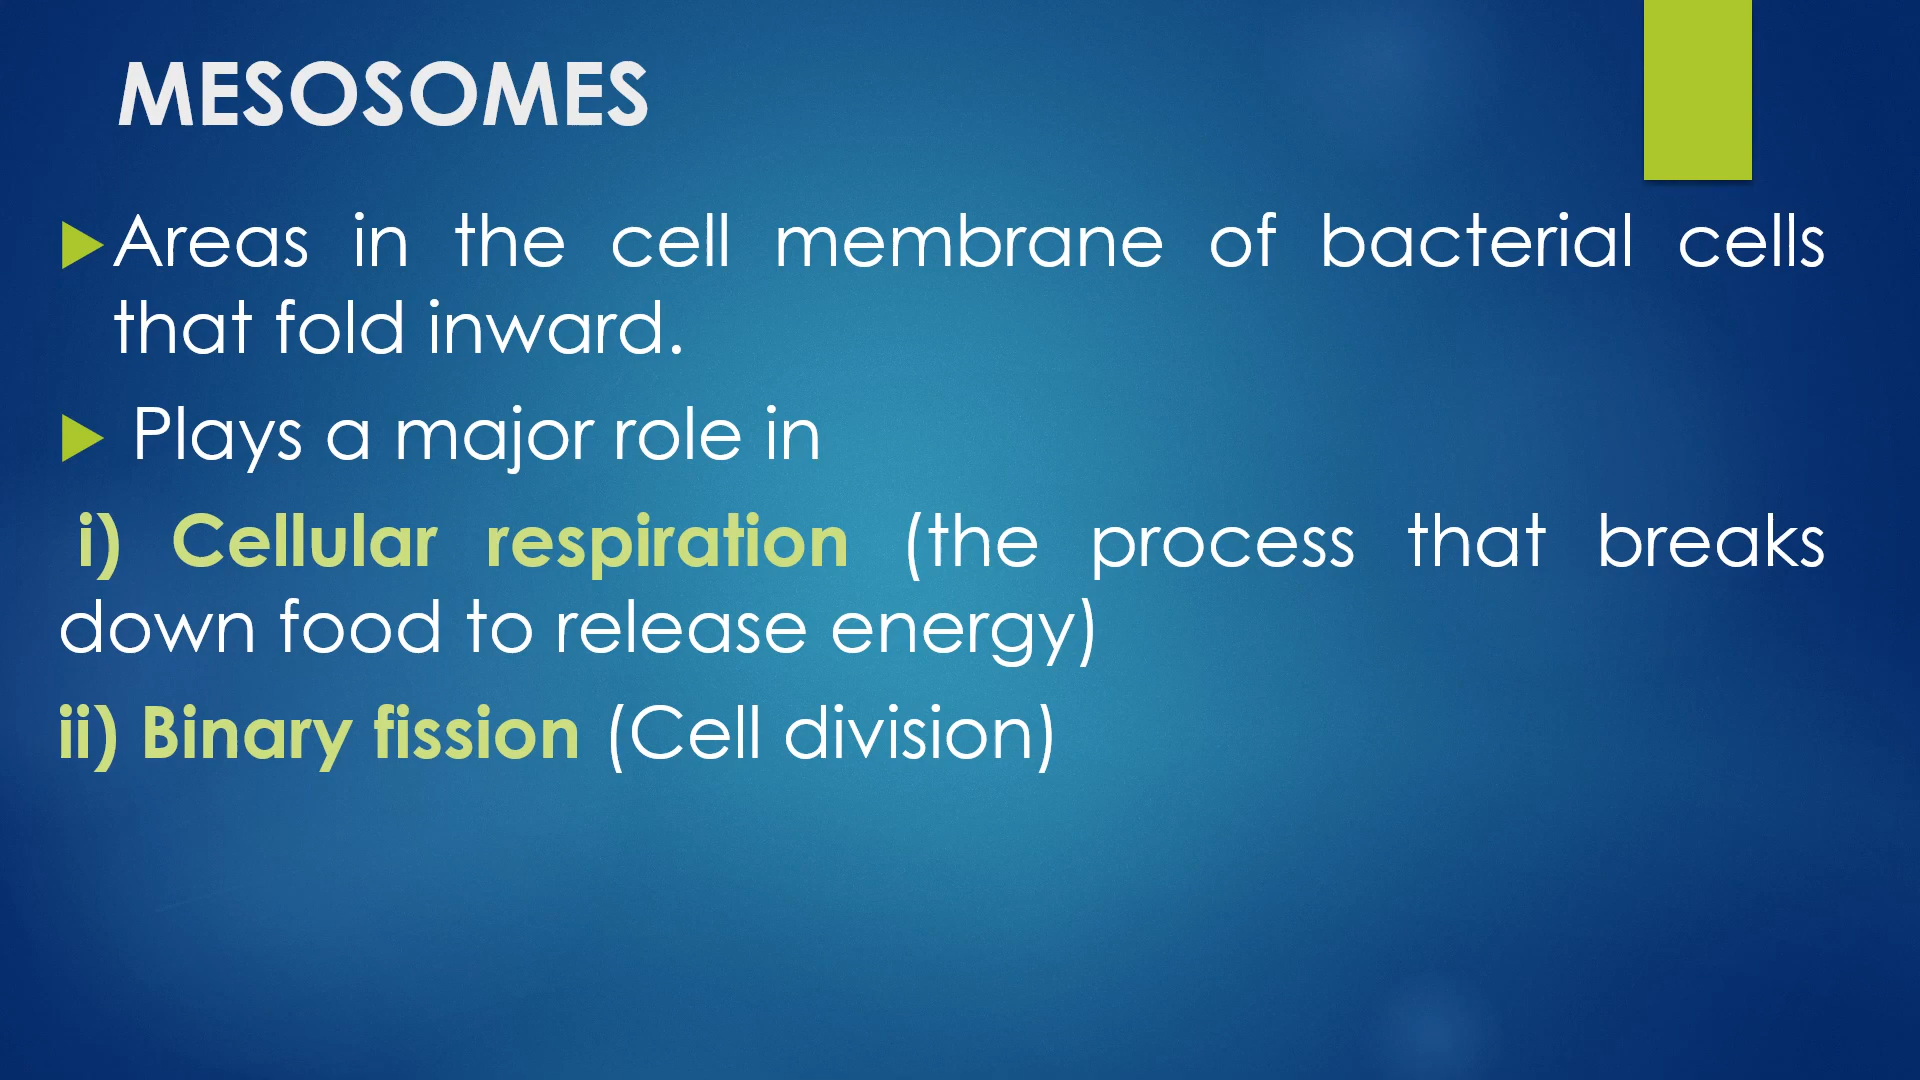 MESOSOMES
Areas in the cell membrane of bacterial cells
that fold inward.
Plays a major role in
i) Cellular respiration (the process that breaks
down food to release energy)
ii) Binary fission (Cell division)